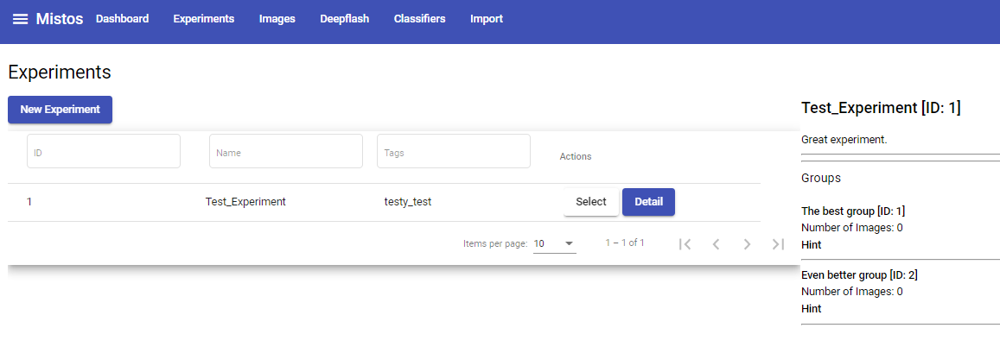 Mistos Dashboard Experiments Images Deepflash Classifiers Import
Experiments
New Experiment
ID Name Tags Actions
1 Test_Experiment testy_test Select Detail
Items per page: 10 1 – 1 of 1
Test_Experiment [ID: 1]
Great experiment.
Groups
The best group [ID: 1]
Number of Images: 0
Hint
Even better group [ID: 2]
Number of Images: 0
Hint